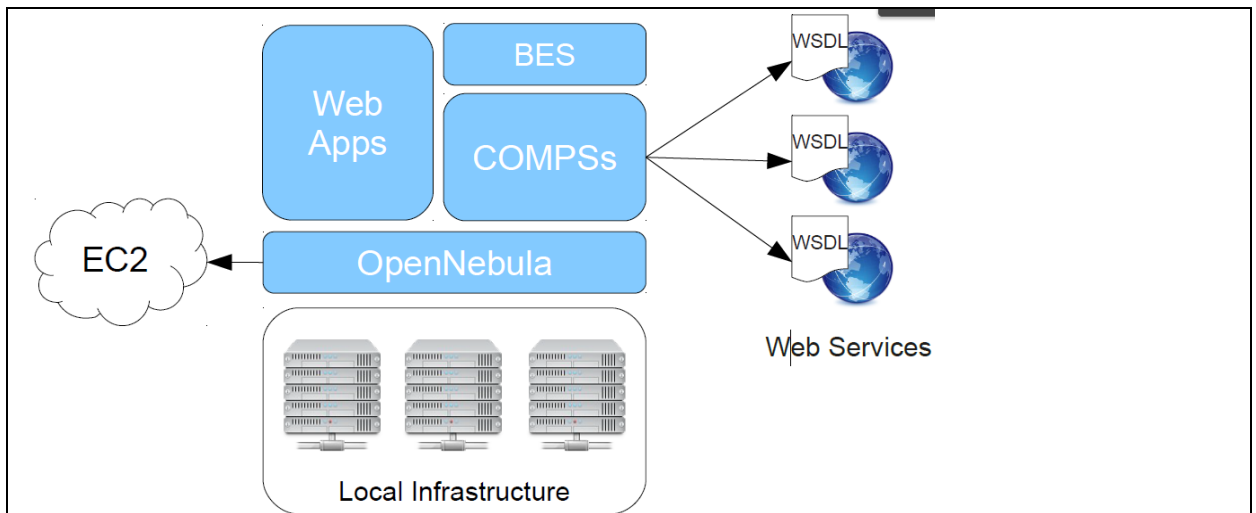 BES
Web
Apps
COMPSs
WSDL
WSDL
WSDL
EC2
OpenNebula
Web Services
Local Infrastructure